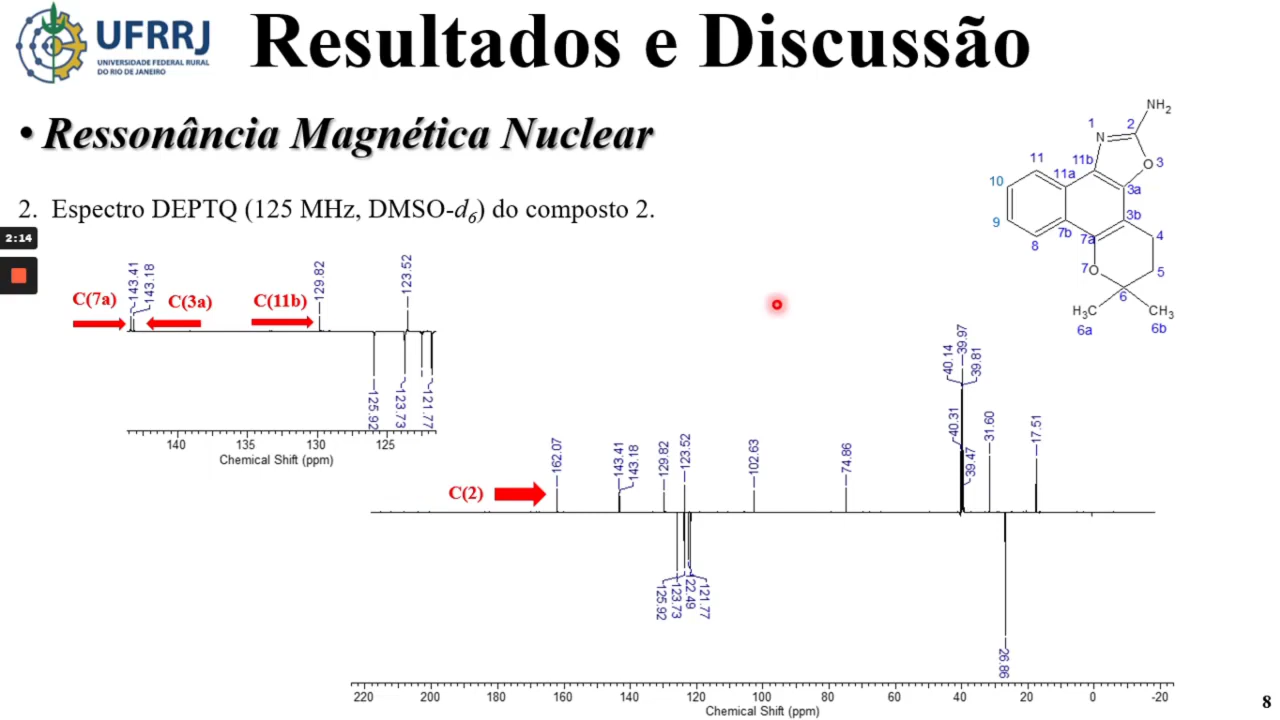 UFRRJ
UNIVERSIDADE FEDERAL RURAL
DO RIO DE JANEIRO
Resultados e Discussão
• Ressonância Magnética Nuclear
2. Espectro DEPTQ (125 MHz, DMSO-d6) do composto 2.
2:14
NH2
1
2
N
11
11b
O 3
10
11a
3a
9
3b
7b
7a
4
8
7 O
5
6
H3C
CH3
6a
6b
143.41
143.18
129.82
123.52
C(7a)
C(3a)
C(11b)
125.92
123.73
121.77
140
135
130
125
Chemical Shift (ppm)
40.14
39.97
39.81
40.31
39.47
31.60
17.51
162.07
143.41
143.18
129.82
123.52
102.63
74.86
C(2)
125.92
123.73
122.49
121.77
26.86
220
200
180
160
140
120
100
80
60
40
20
0
-20
Chemical Shift (ppm)
8